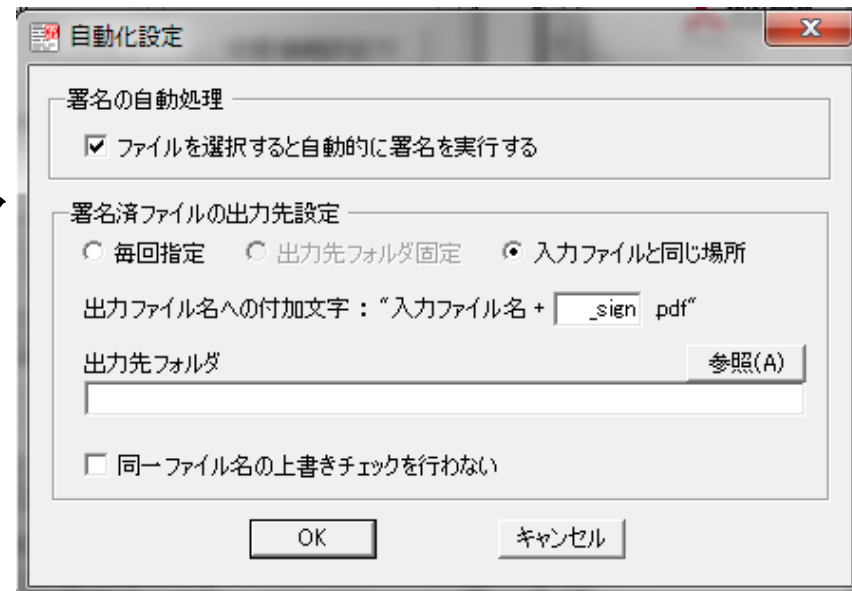 自動化設定
署名の自動処理
ファイルを選択すると自動的に署名を実行する
署名済ファイルの出力先設定
毎回指定 出力先フォルダ固定 入力ファイルと同じ場所
出力ファイル名への付加文字： “入力ファイル名 + _sign .pdf“
出力先フォルダ 参照(A)
同一ファイル名の上書きチェックを行わない
OK キャンセル